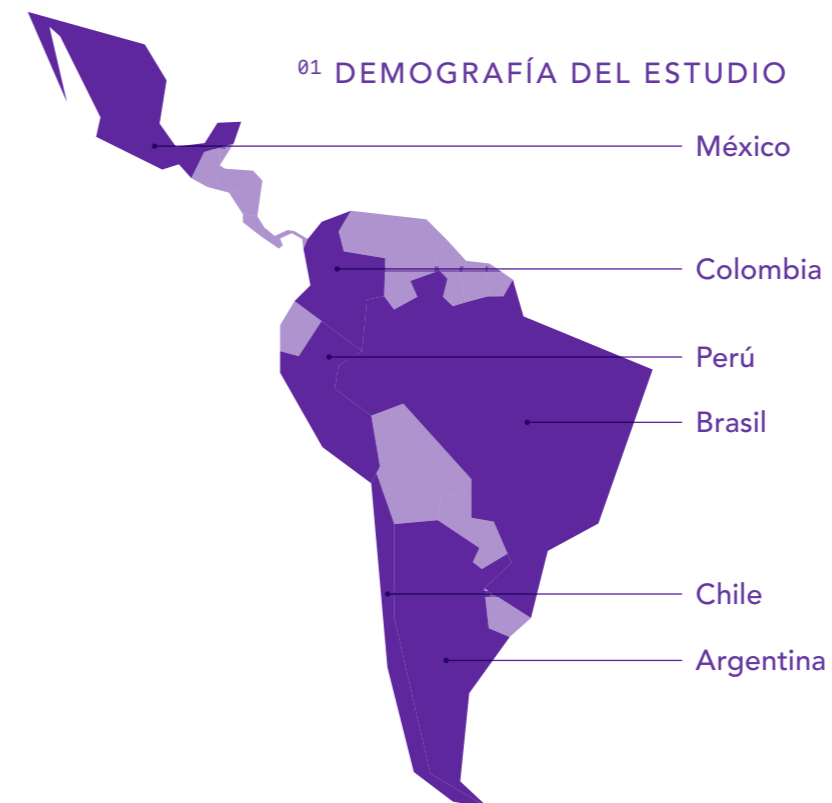 01 DEMOGRAFÍA DEL ESTUDIO
México
Colombia
Perú
Brasil
Chile
Argentina